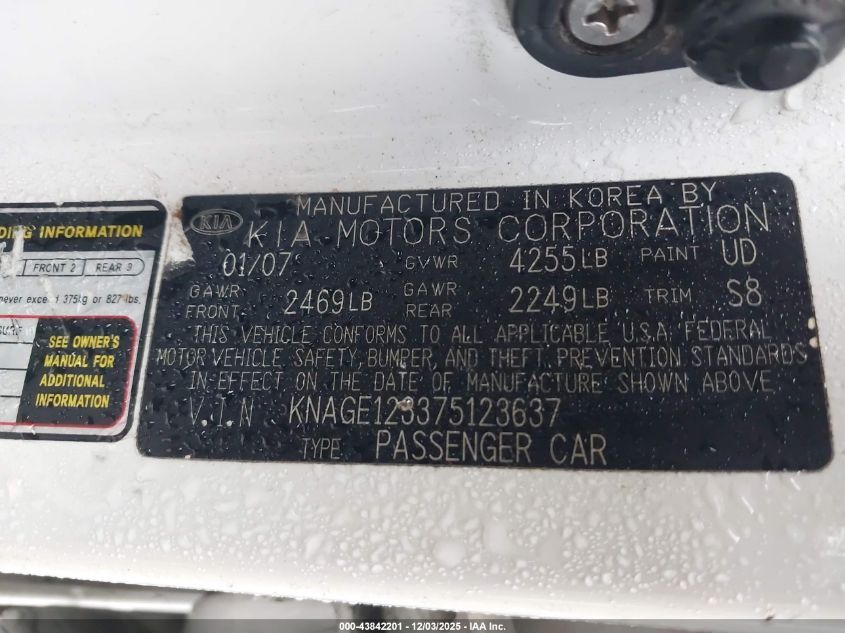 MANUFACTURED IN KOREA BY
KIA KIA MOTORS CORPORATION
01/07 GVWR 4255LB PAINT UD
GAWR FRONT 2469LB GAWR REAR 2249LB TRIM S8
THIS VEHICLE CONFORMS TO ALL APPLICABLE U.S.A. FEDERAL
MOTOR VEHICLE SAFETY, BUMPER, AND THEFT PREVENTION STANDARDS
IN EFFECT ON THE DATE OF MANUFACTURE SHOWN ABOVE.
V.I.N KNAGE123375123637
TYPE PASSENGER CAR
INFORMATION
FRONT 2 REAR 3
exceed 375kg or 827 lbs.
SEE OWNER'S
MANUAL FOR
ADDITIONAL
INFORMATION
000-43842201 - 12/03/2025 - IAA Inc.